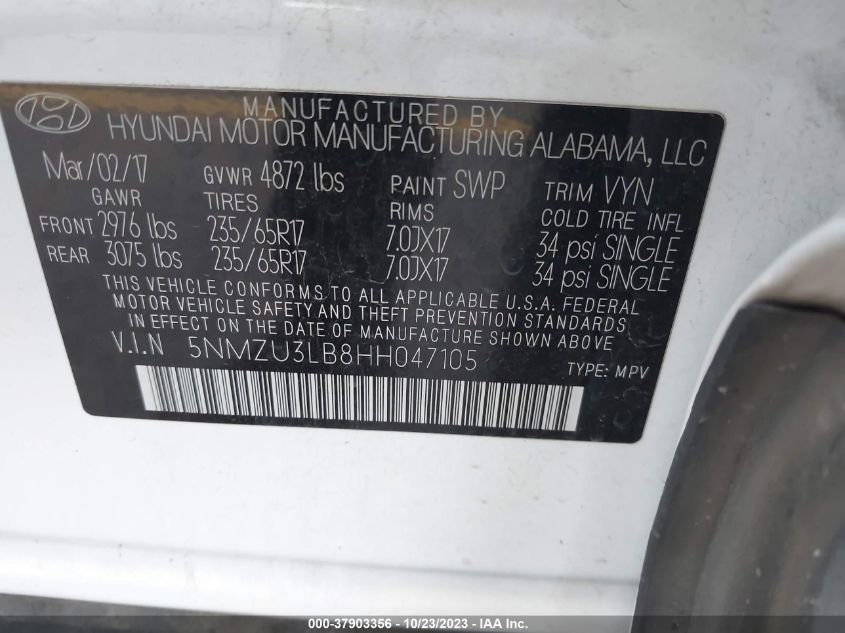 MANUFACTURED BY
HYUNDAI MOTOR MANUFACTURING ALABAMA, LLC
Mar/02/17 GVWR 4872 lbs PAINT SWP TRIM VYN
GAWR TIRES RIMS COLD TIRE INFL
FRONT 2976 lbs 235/65R17 7.0JX17 34 psi SINGLE
REAR 3075 lbs 235/65R17 7.0JX17 34 psi SINGLE
THIS VEHICLE CONFORMS TO ALL APPLICABLE U.S.A. FEDERAL
MOTOR VEHICLE SAFETY AND THEFT PREVENTION STANDARDS
IN EFFECT ON THE DATE OF MANUFACTURE SHOWN ABOVE
V.I.N 5NMZU3LB8HH047105 TYPE: MPV
000-37903356 - 10/23/2023 - IAA Inc.